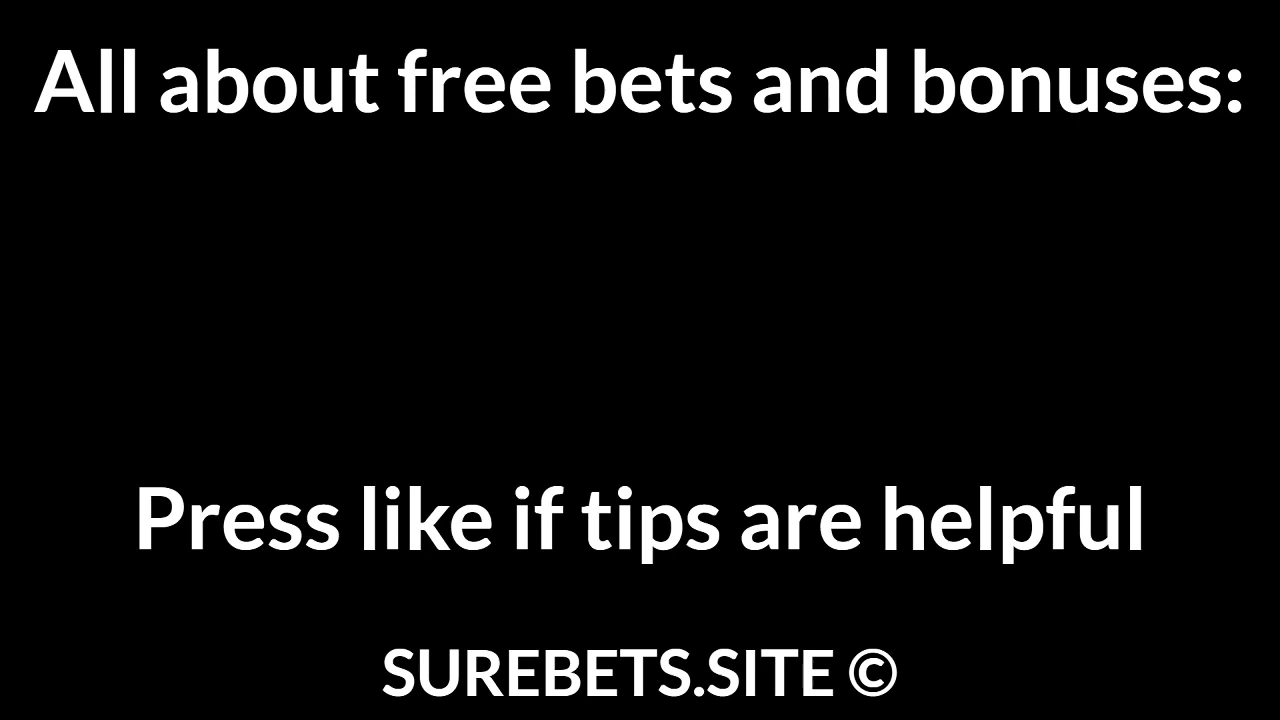 All about free bets and bonuses:
Press like if tips are helpful
SUREBETS.SITE ©